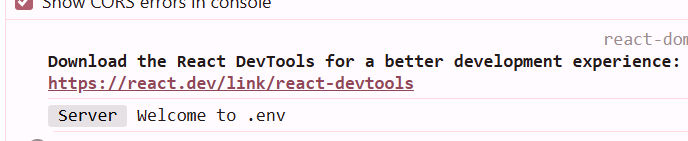 Show CORS errors in console
react-dom
Download the React DevTools for a better development experience:
https://react.dev/link/react-devtools
Server Welcome to .env